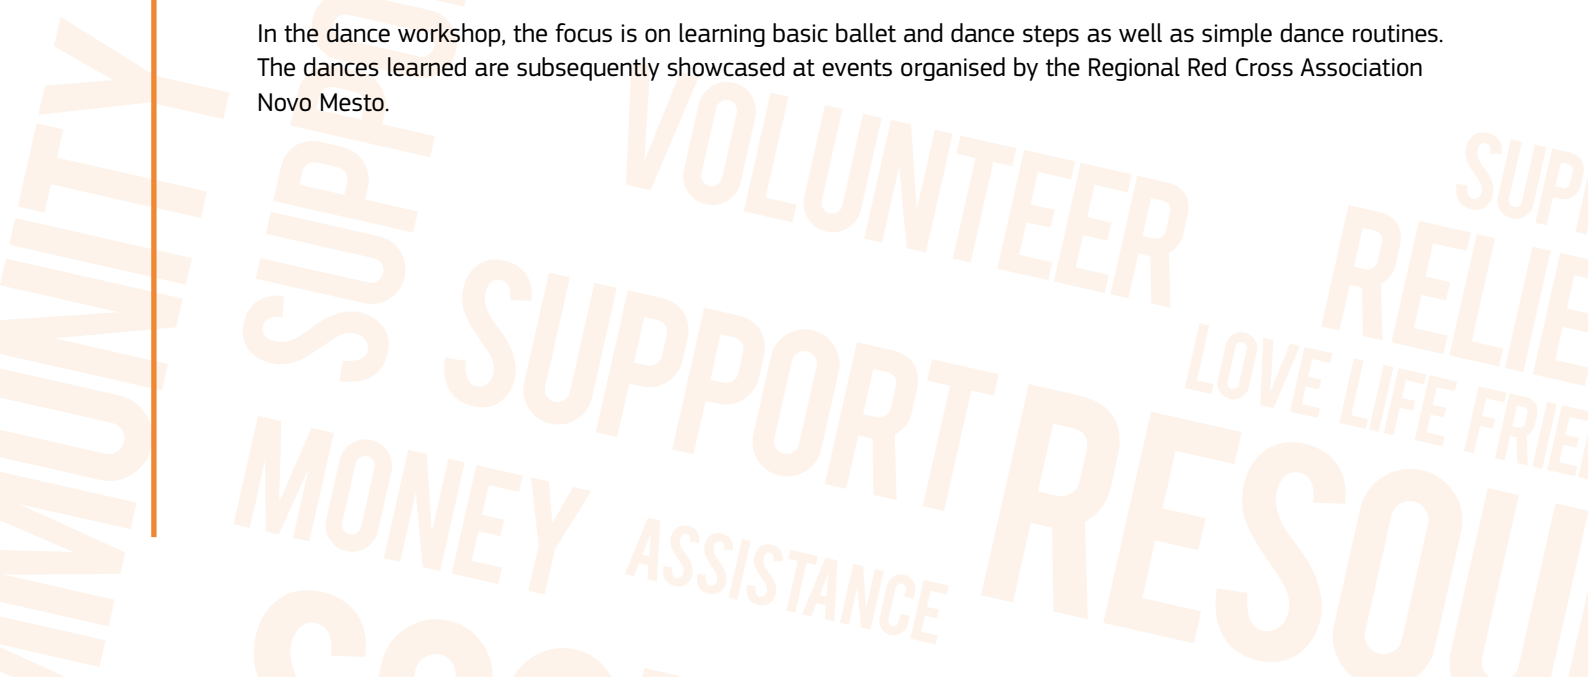 In the dance workshop, the focus is on learning basic ballet and dance steps as well as simple dance routines.
The dances learned are subsequently showcased at events organised by the Regional Red Cross Association
Novo Mesto.
VOLUNTEER
SUPPORT
LOVE LIFE
MONEY
ASSISTANCE